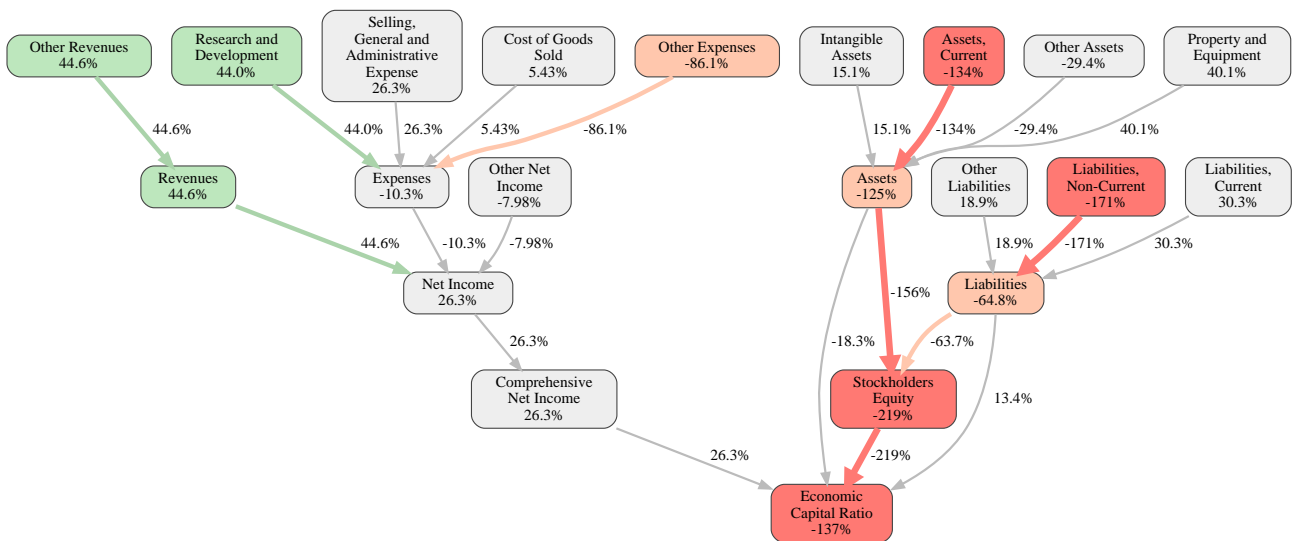 Other Revenues
44.6%
Research and
Development
44.0%
Selling,
General and
Administrative
Expense
26.3%
Cost of Goods
Sold
5.43%
Other Expenses
-86.1%
Intangible
Assets
15.1%
Assets,
Current
-134%
Other Assets
-29.4%
Property and
Equipment
40.1%
44.6%
44.0%
26.3%
5.43%
-86.1%
15.1%
-134%
-29.4%
40.1%
Revenues
44.6%
Expenses
-10.3%
Other Net
Income
-7.98%
Assets
-125%
Other
Liabilities
18.9%
Liabilities,
Non-Current
-171%
Liabilities,
Current
30.3%
44.6%
-10.3%
-7.98%
18.9%
-171%
30.3%
Net Income
26.3%
-156%
Liabilities
-64.8%
26.3%
-18.3%
-63.7%
Comprehensive
Net Income
26.3%
Stockholders
Equity
-219%
13.4%
26.3%
-219%
Economic
Capital Ratio
-137%